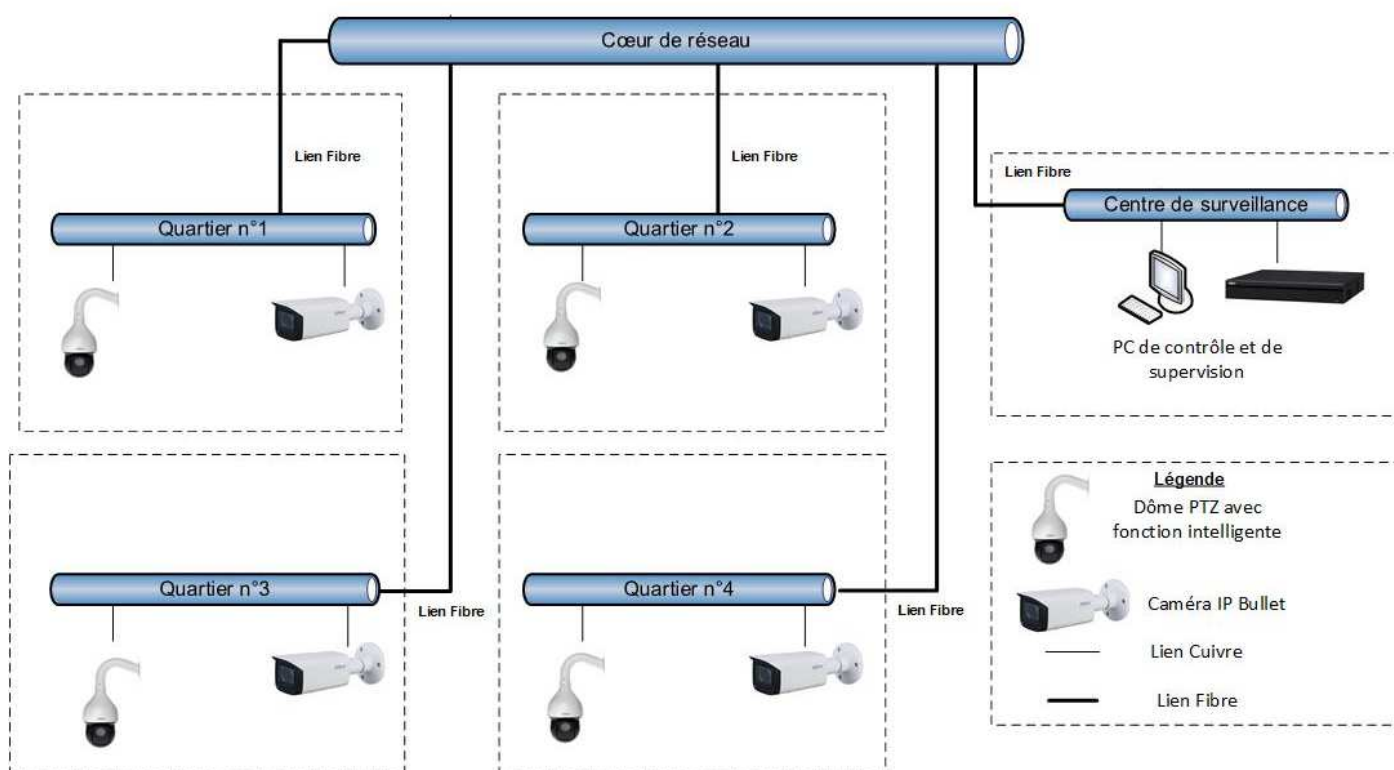 Cœur de réseau
Lien Fibre
Lien Fibre
Lien Fibre
Quartier n°1
Quartier n°2
Centre de surveillance
PC de contrôle et de
supervision
Quartier n°3
Lien Fibre
Quartier n°4
Lien Fibre
Légende
Dôme PTZ avec
fonction intelligente
Caméra IP Bullet
Lien Cuivre
Lien Fibre